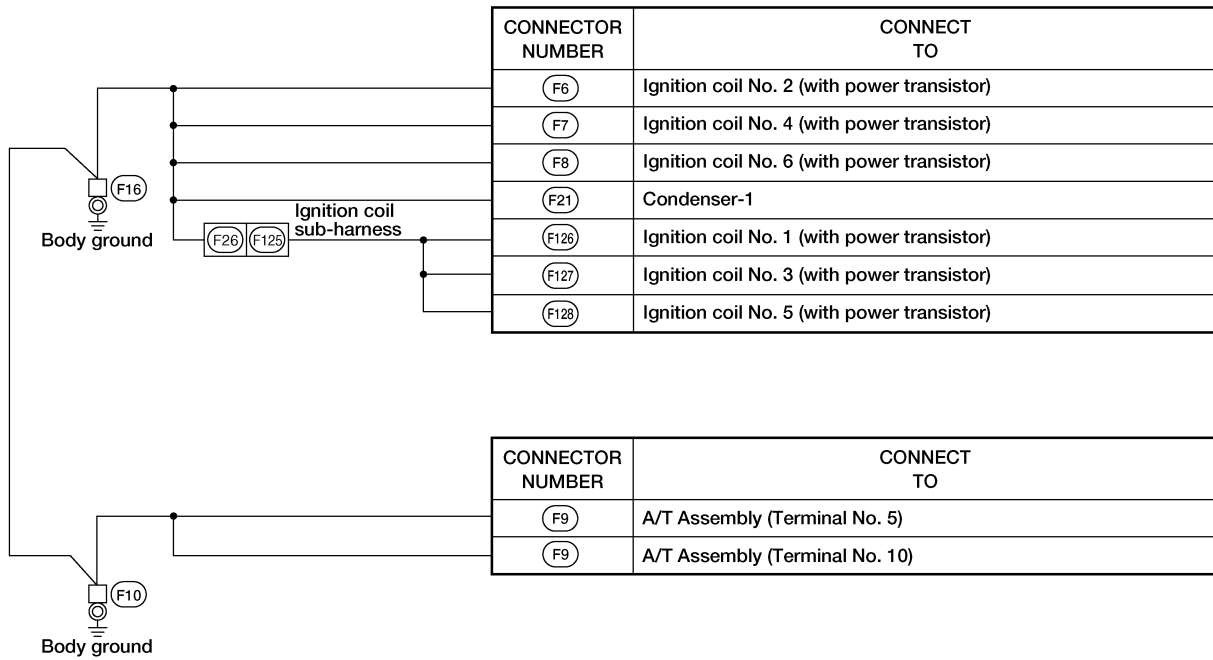 CONNECTOR NUMBER CONNECT TO
F6 Ignition coil No. 2 (with power transistor)
F7 Ignition coil No. 4 (with power transistor)
F8 Ignition coil No. 6 (with power transistor)
F16
F21 Condenser-1
Ignition coil
sub-harness
Body ground
F26 F125
F126 Ignition coil No. 1 (with power transistor)
F127 Ignition coil No. 3 (with power transistor)
F128 Ignition coil No. 5 (with power transistor)
CONNECTOR NUMBER CONNECT TO
F9 A/T Assembly (Terminal No. 5)
F9 A/T Assembly (Terminal No. 10)
F10
Body ground